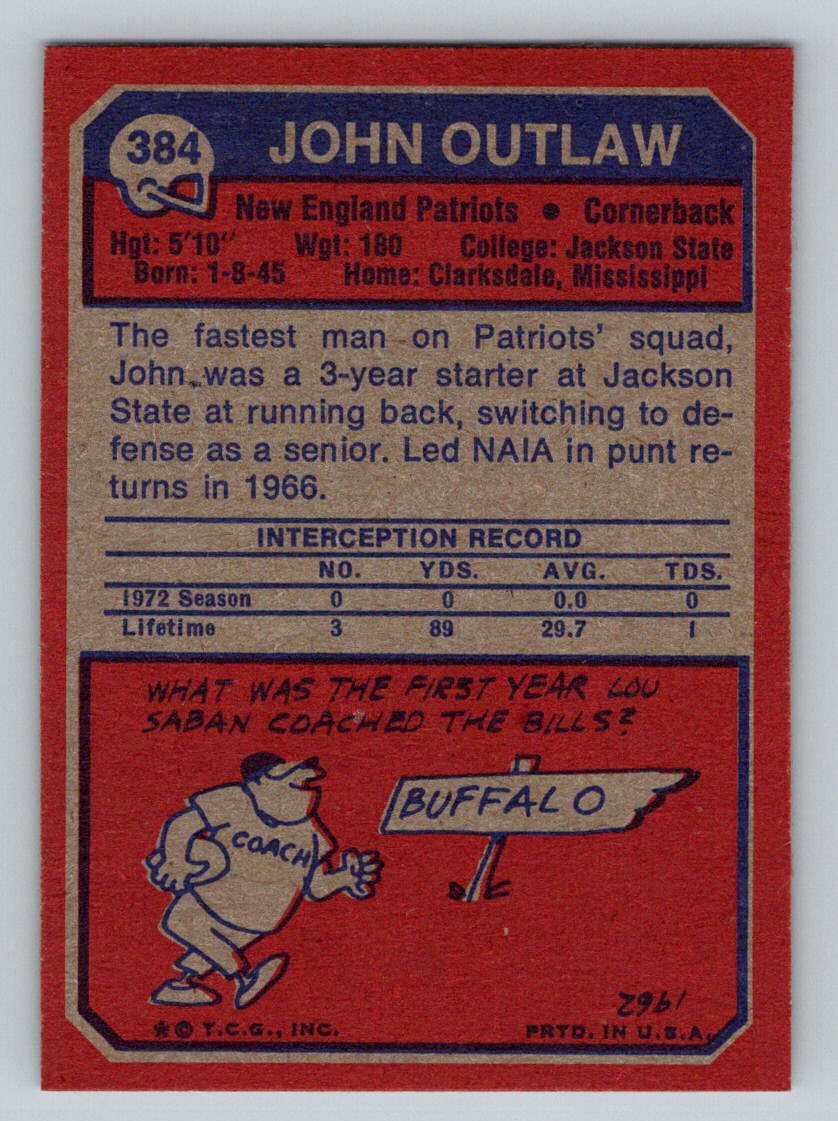 384 JOHN OUTLAW
New England Patriots • Cornerback
Hgt: 5'10" Wgt: 180 College: Jackson State
Born: 1-8-45 Home: Clarksdale, Mississippi
The fastest man on Patriots' squad,
John was a 3-year starter at Jackson
State at running back, switching to de-
fense as a senior. Led NAIA in punt re-
turns in 1966.
INTERCEPTION RECORD
NO. YDS. AVG. TDS.
1972 Season 0 0 0.0 0
Lifetime 3 89 29.7 1
WHAT WAS THE FIRST YEAR LOU
SABAN COACHED THE BILLS?
BUFFALO
COACH
1962
* © T.C.G., INC. PRTD. IN U.S.A.